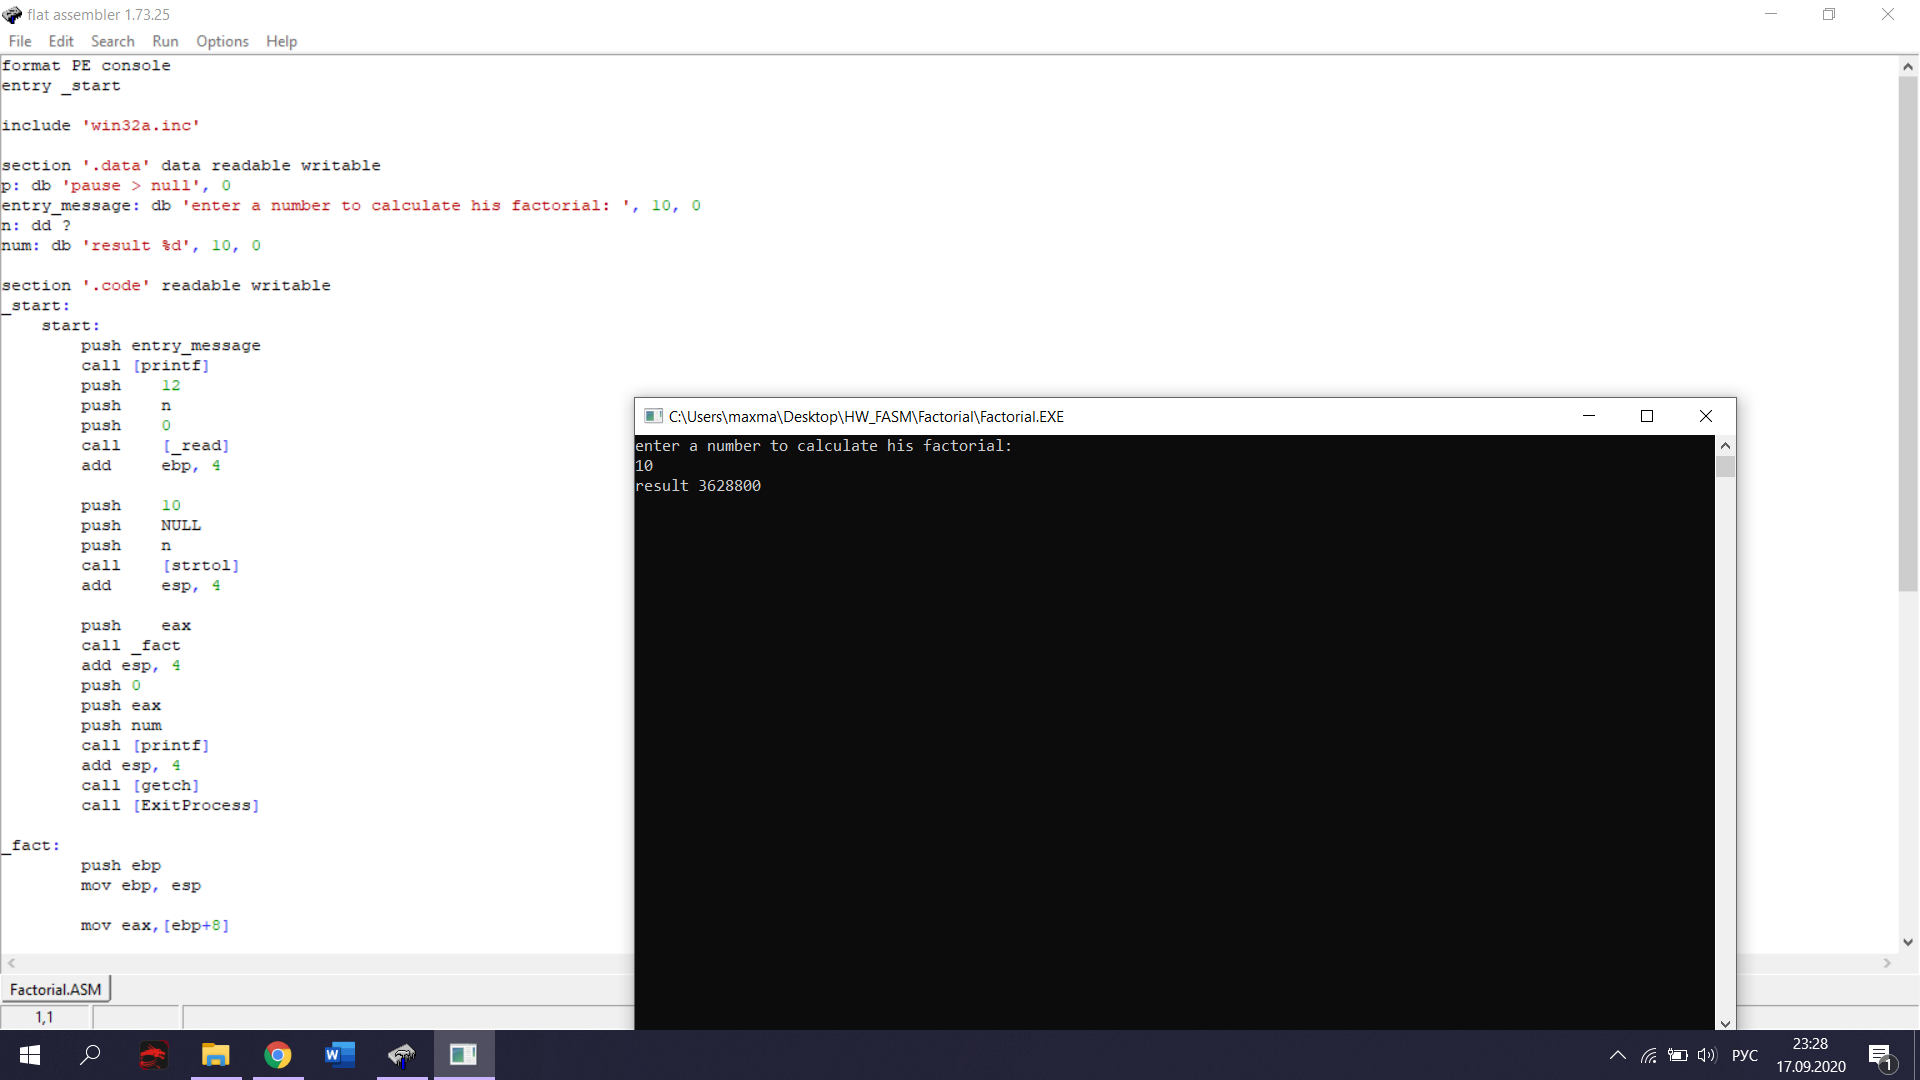 flat assembler 1.73.25
File Edit Search Run Options Help
format PE console
entry _start
include 'win32a.inc'
section '.data' data readable writable
p: db 'pause > null', 0
entry_message: db 'enter a number to calculate his factorial: ', 10, 0
n: dd ?
num: db 'result %d', 10, 0
section '.code' readable writable
_start:
start:
push entry_message
call [printf]
push 12
push n
push 0
call [_read]
add ebp, 4
push 10
push NULL
push n
call [strtol]
add esp, 4
push eax
call _fact
add esp, 4
push 0
push eax
push num
call [printf]
add esp, 4
call [getch]
call [ExitProcess]
_fact:
push ebp
mov ebp, esp
mov eax,[ebp+8]
C:\Users\maxma\Desktop\HW_FASM\Factorial\Factorial.EXE
enter a number to calculate his factorial:
10
result 3628800
Factorial.ASM
1,1
W
РУС
23:28
17.09.2020
1